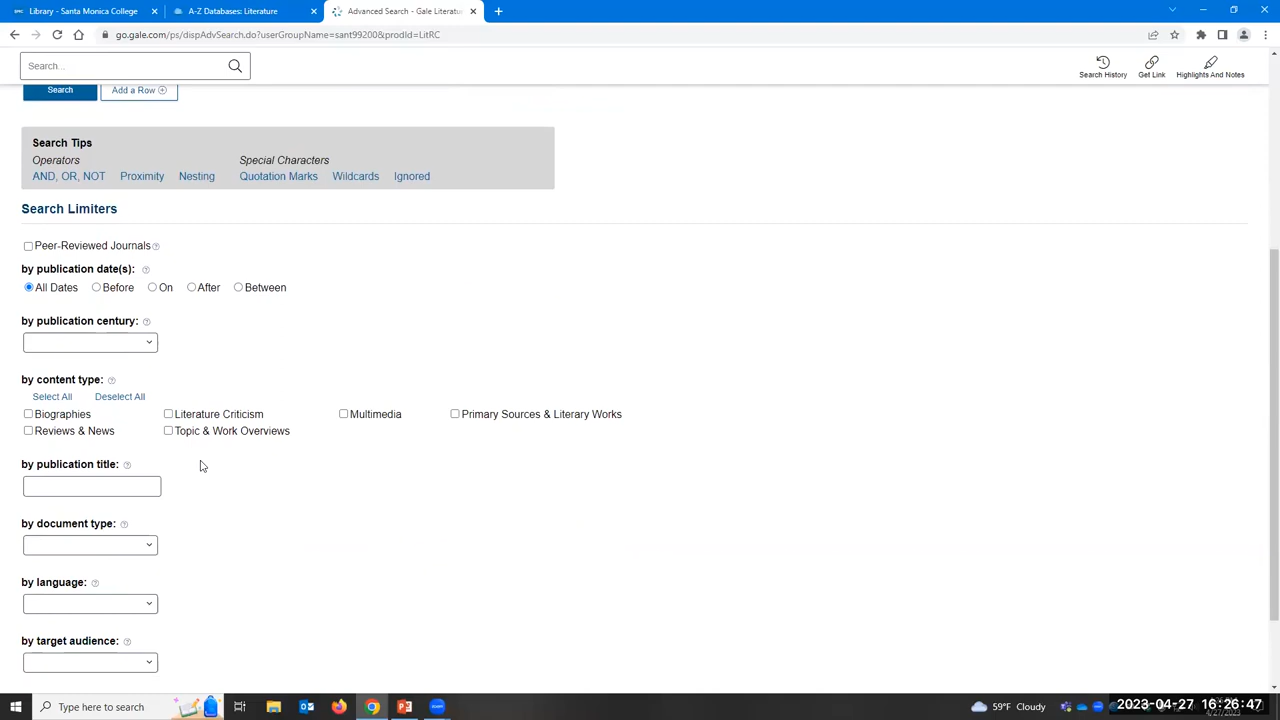 Library - Santa Monica College
A-Z Databases: Literature
Advanced Search - Gale Literatu
go.gale.com/ps/dispAdvSearch.do?userGroupName=sant99200&prodId=LitRC
Search...
Search History
Get Link
Highlights And Notes
Search
Add a Row
Search Tips
Operators
Special Characters
AND, OR, NOT
Proximity
Nesting
Quotation Marks
Wildcards
Ignored
Search Limiters
Peer-Reviewed Journals
by publication date(s):
All Dates
Before
On
After
Between
by publication century:
by content type:
Select All
Deselect All
Biographies
Literature Criticism
Multimedia
Primary Sources & Literary Works
Reviews & News
Topic & Work Overviews
by publication title:
by document type:
by language:
by target audience:
Type here to search
59°F Cloudy
2023-04-27 16:26:47